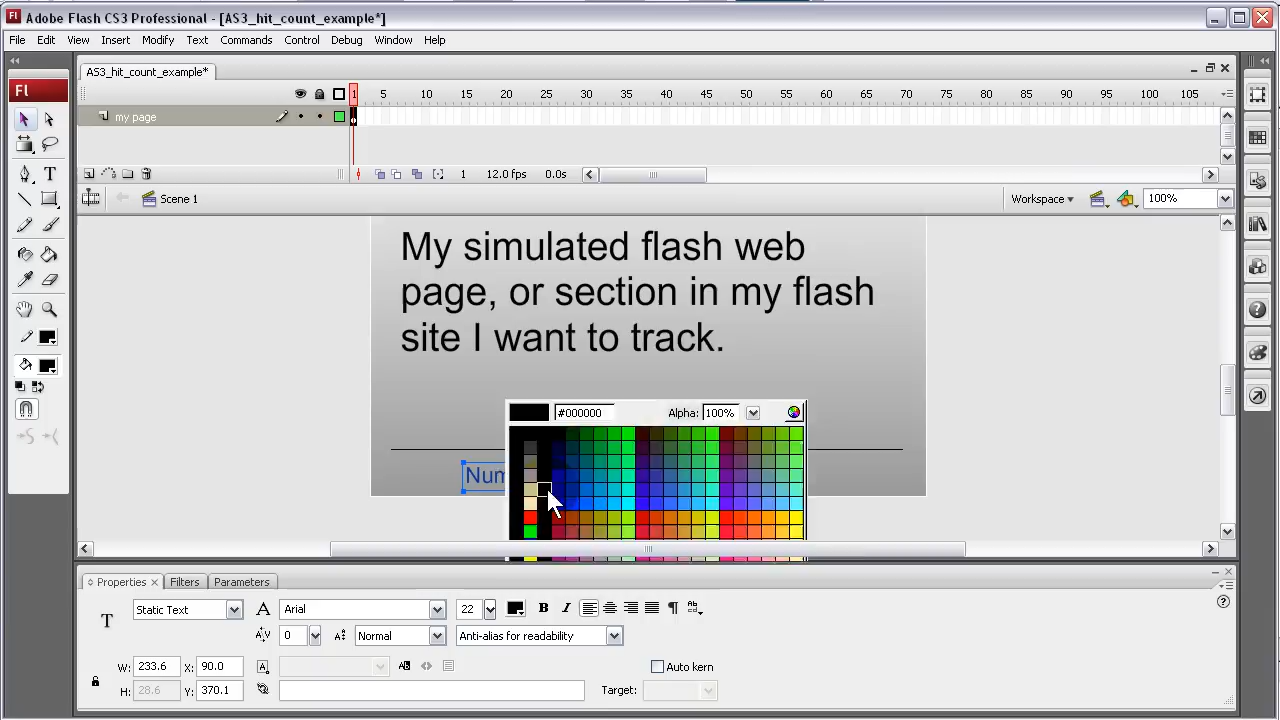 Adobe Flash CS3 Professional - [AS3_hit_count_example*]
File Edit View Insert Modify Text Commands Control Debug Window Help
AS3_hit_count_example*
Fl
1 5 10 15 20 25 30 35 40 45 50 55 60 65 70 75 80 85 90 95 100 105
my page
1 12.0 fps 0.0s
Scene 1
Workspace
100%
My simulated flash web
page, or section in my flash
site I want to track.
#000000 Alpha: 100%
Num
Properties Filters Parameters
T Static Text A Arial 22 B I
A/V 0 Normal Anti-alias for readability
W: 233.6 X: 90.0 Auto kern
H: 28.6 Y: 370.1 Target: